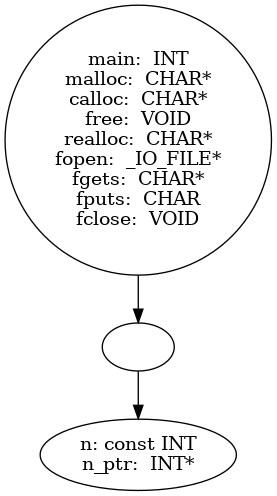 main: INT
malloc: CHAR*
calloc: CHAR*
free: VOID
realloc: CHAR*
fopen: _IO_FILE*
fgets: CHAR*
fputs: CHAR
fclose: VOID
n: const INT
n_ptr: INT*